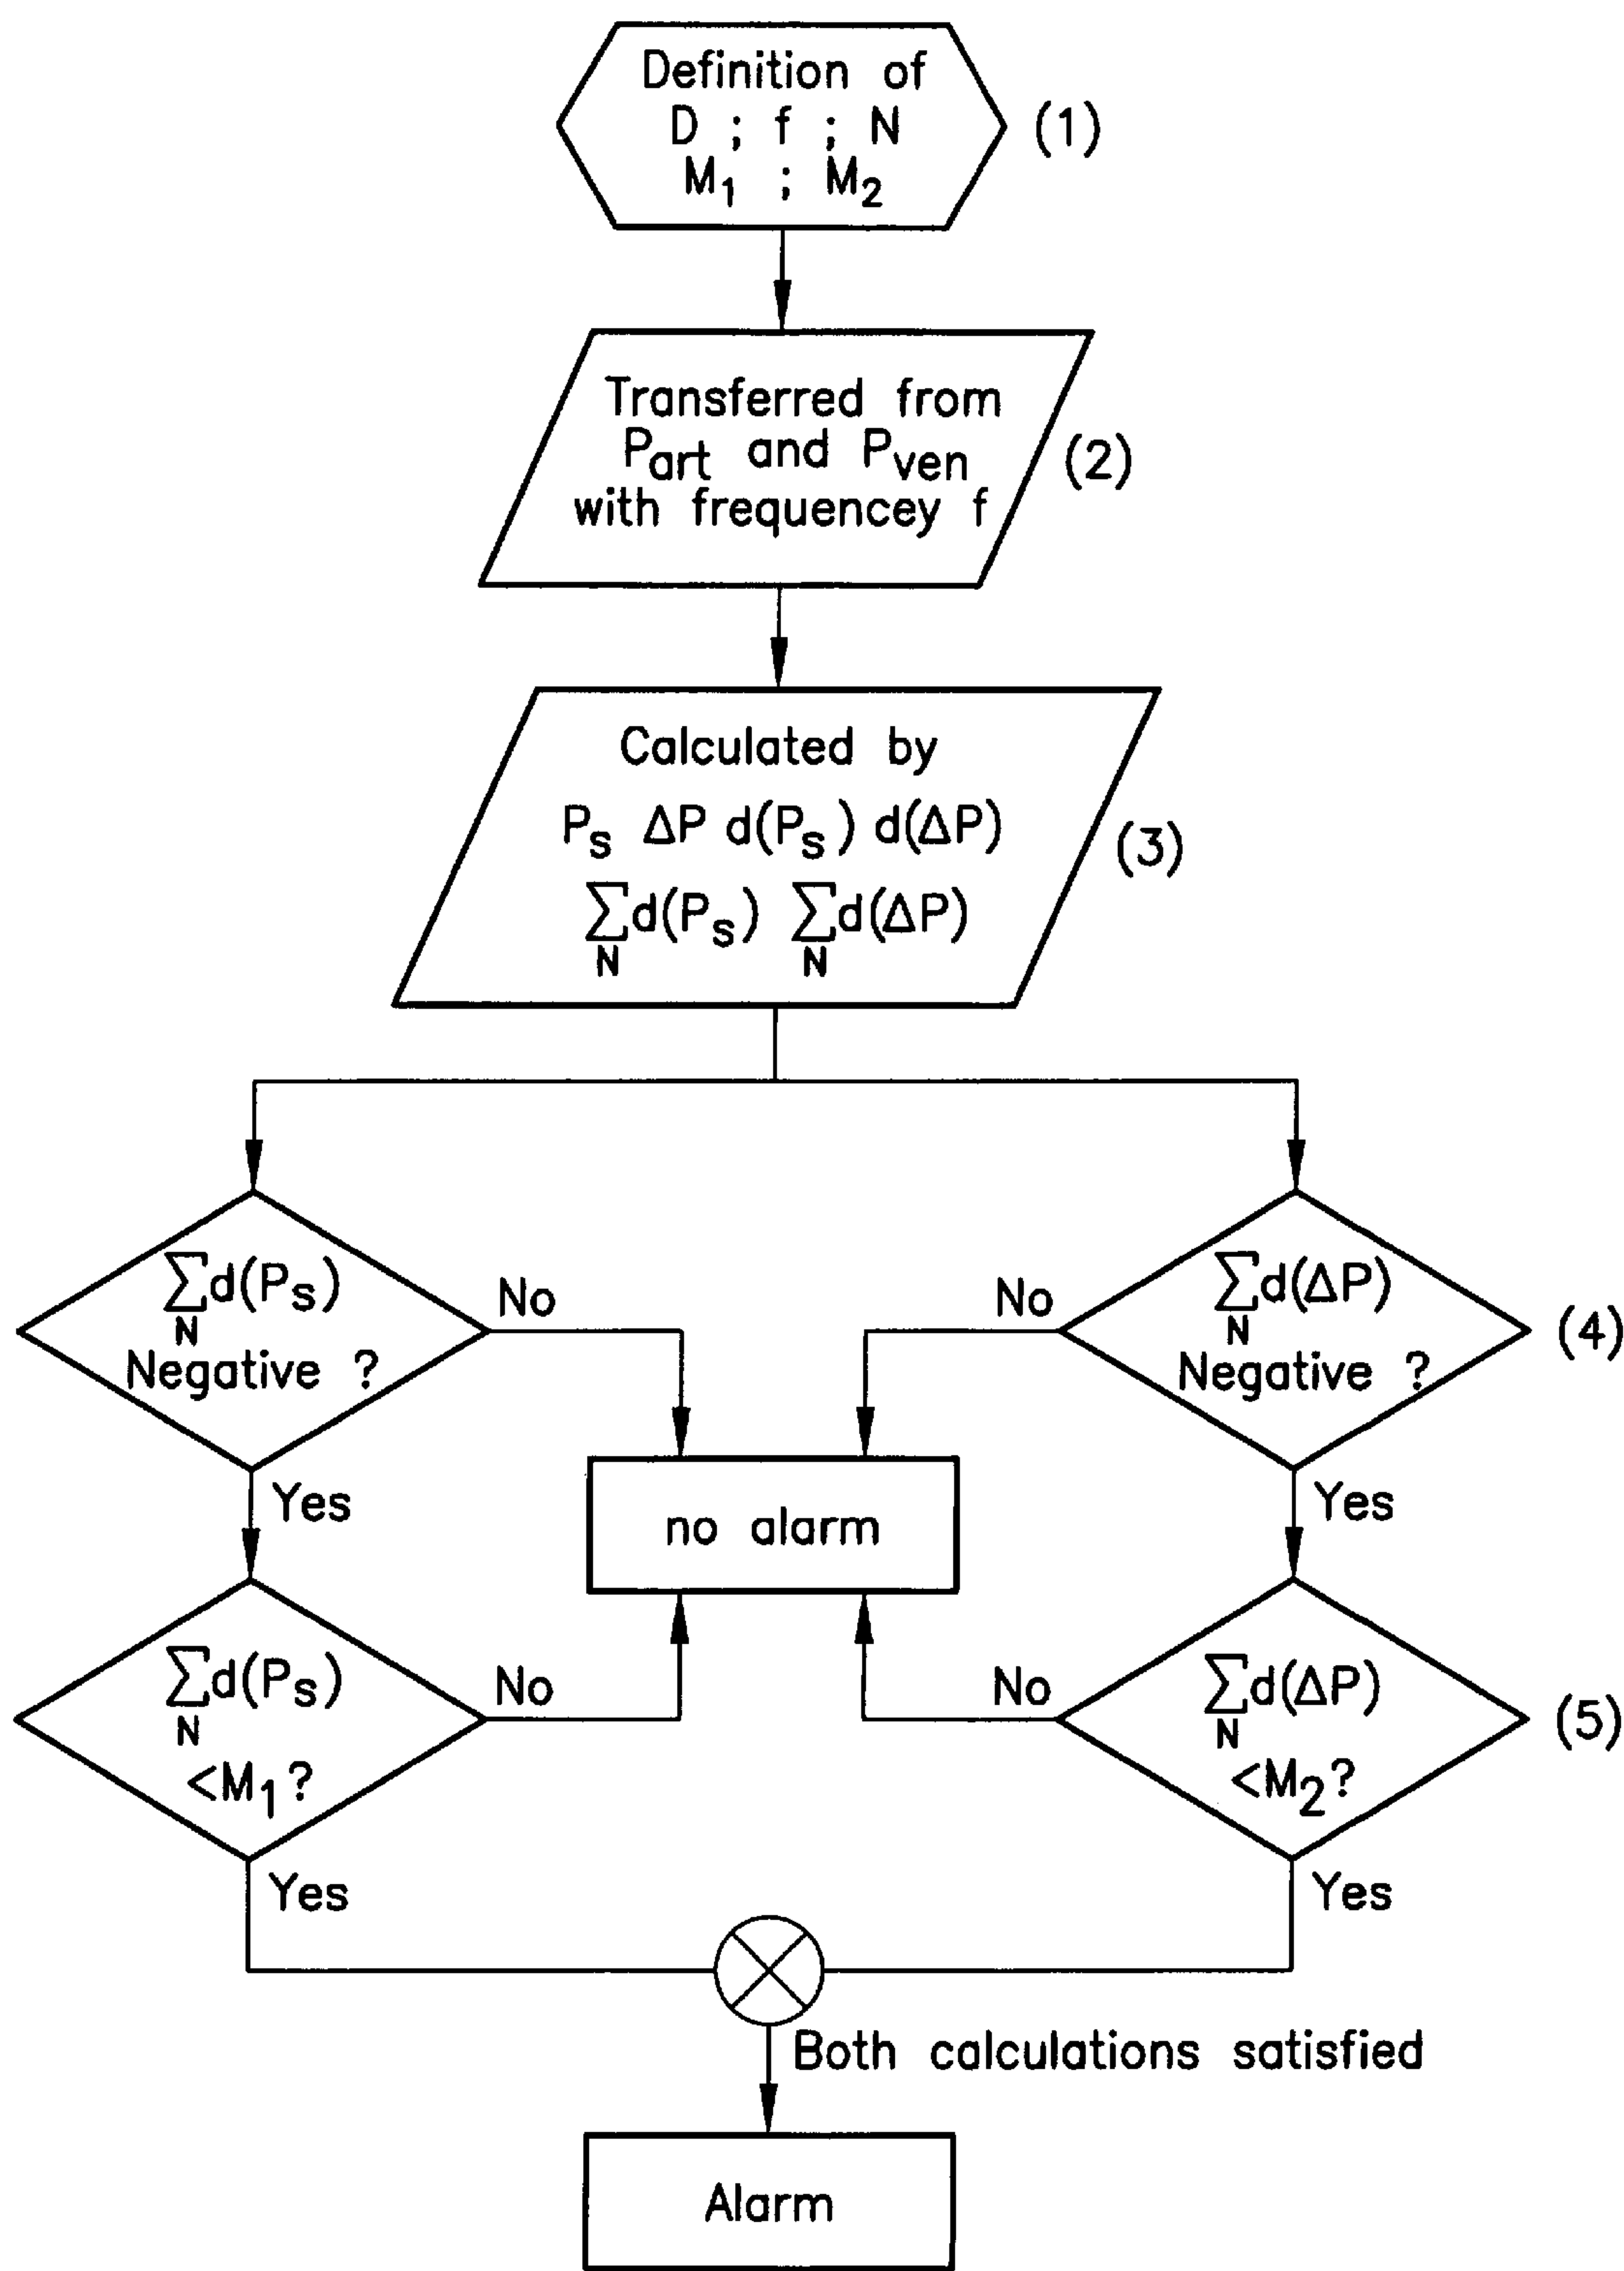 Definition of
D ; f ; N
M₁ ; M₂
(1)
Transferred from
Part and Pven
with frequencey f
(2)
Calculated by
Pₛ ΔP d(Pₛ) d(ΔP)
∑d(Pₛ) ∑d(ΔP)
N N
(3)
∑d(Pₛ)
N
Negative ?
No
Yes
∑d(ΔP)
N
Negative ?
No
Yes
(4)
no alarm
∑d(Pₛ)
N
<M₁?
No
Yes
∑d(ΔP)
N
<M₂?
No
Yes
(5)
Both calculations satisfied
Alarm